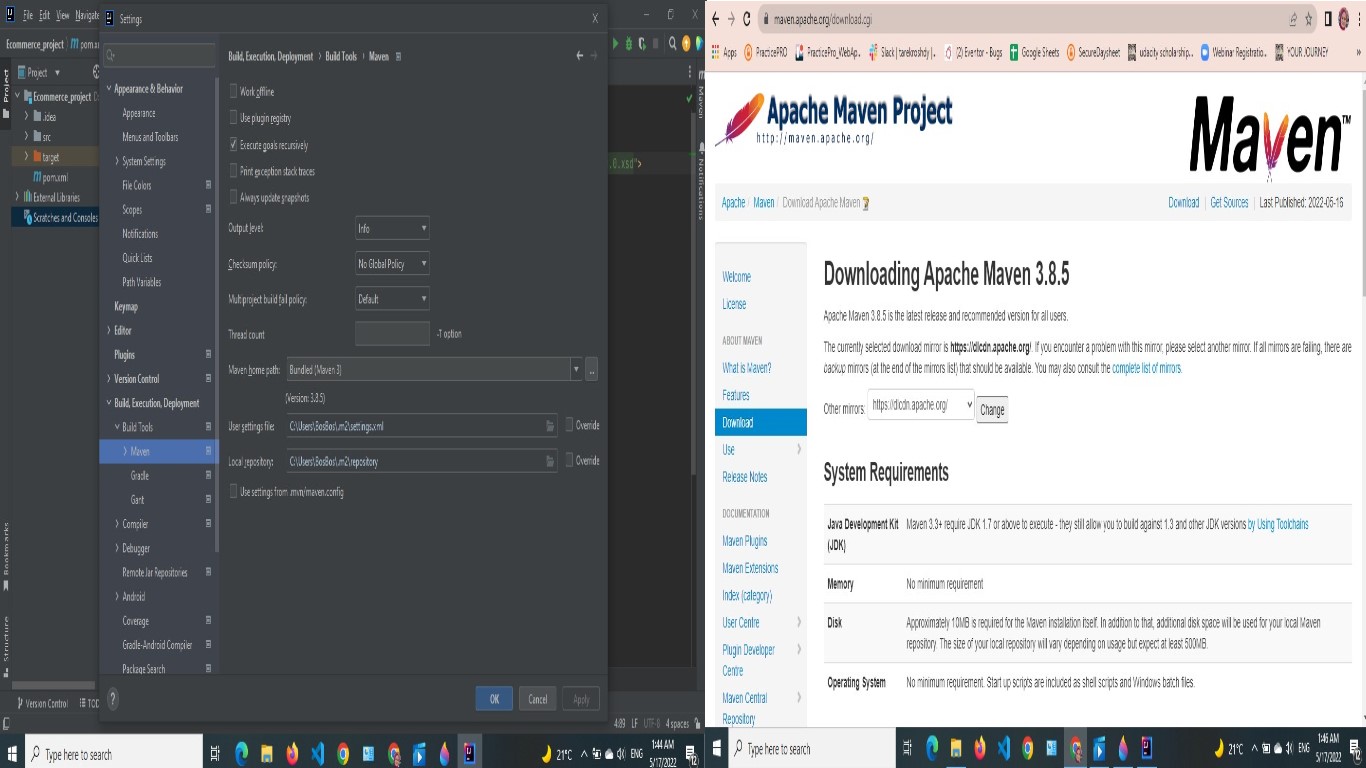 File Edit View Navigate
Settings
Ecommerce_project
pom.x
Project
Project
Ecommerce_project
.idea
src
target
pom.xml
External Libraries
Scratches and Consoles
Bookmarks
Structure
Version Control
Appearance & Behavior
Appearance
Menus and Toolbars
System Settings
File Colors
Scopes
Notifications
Quick Lists
Path Variables
Keymap
Editor
Plugins
Version Control
Build, Execution, Deployment
Build Tools
Maven
Gradle
Gant
Compiler
Debugger
Remote Jar Repositories
Android
Coverage
Gradle-Android Compiler
Package Search
Build, Execution, Deployment > Build Tools > Maven
Work offline
Use plugin registry
Execute goals recursively
Print exception stack traces
Always update snapshots
Output level: Info
Checksum policy: No Global Policy
Multiproject build fail policy: Default
Thread count -T option
Maven home path: Bundled (Maven 3) ..
(Version: 3.8.5)
User settings file: C:\Users\BosBos\.m2\settings.xml Override
Local repository: C:\Users\BosBos\.m2\repository Override
Use settings from .mvn/maven.config
? OK Cancel Apply
.0.xsd">
Maven
Notifications
4:89 LF UTF-8 4 spaces
Type here to search
21°C ENG 1:44 AM
5/17/2022
maven.apache.org/download.cgi
Apps PracticePRO PracticePro_WebAp... Slack | tarekroshdy |... (2) Eventor - Bugs Google Sheets SecureDaysheet udacity scholarship... Webinar Registratio... YOUR JOURNEY »
Apache Maven Project
http://maven.apache.org/
Maven™
Apache / Maven / Download Apache Maven
Download | Get Sources | Last Published: 2022-05-16
Welcome
License
ABOUT MAVEN
What is Maven?
Features
Download
Use
Release Notes
DOCUMENTATION
Maven Plugins
Maven Extensions
Index (category)
User Centre
Plugin Developer
Centre
Maven Central
Repository
Downloading Apache Maven 3.8.5
Apache Maven 3.8.5 is the latest release and recommended version for all users.
The currently selected download mirror is https://dlcdn.apache.org/. If you encounter a problem with this mirror, please select another mirror. If all mirrors are failing, there are
backup mirrors (at the end of the mirrors list) that should be available. You may also consult the complete list of mirrors.
Other mirrors: https://dlcdn.apache.org/ Change
System Requirements
Java Development Kit Maven 3.3+ require JDK 1.7 or above to execute - they still allow you to build against 1.3 and other JDK versions by Using Toolchains
(JDK)
Memory No minimum requirement
Disk Approximately 10MB is required for the Maven installation itself. In addition to that, additional disk space will be used for your local Maven
repository. The size of your local repository will vary depending on usage but expect at least 500MB.
Operating System No minimum requirement. Start up scripts are included as shell scripts and Windows batch files.
Type here to search
21°C ENG 1:46 AM
5/17/2022